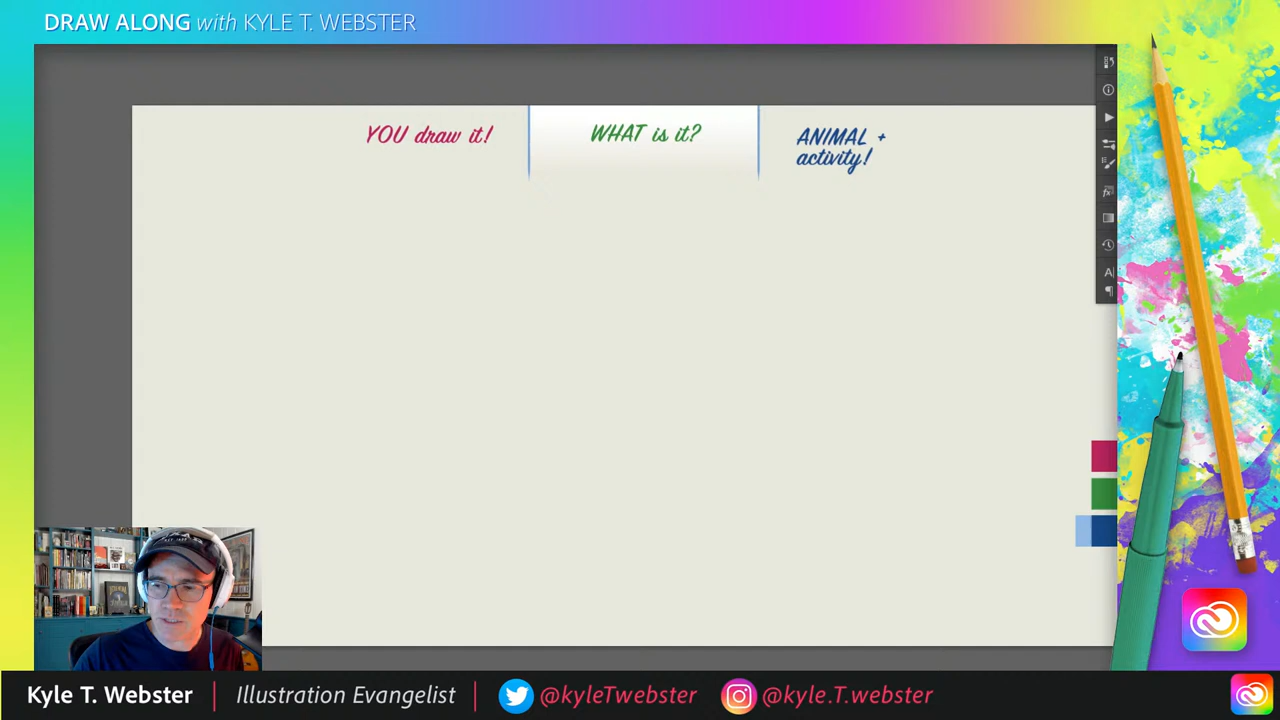 DRAW ALONG with KYLE T. WEBSTER
YOU draw it!
WHAT is it?
ANIMAL +
activity!
Kyle T. Webster | Illustration Evangelist | @kyleTwebster @kyle.T.webster